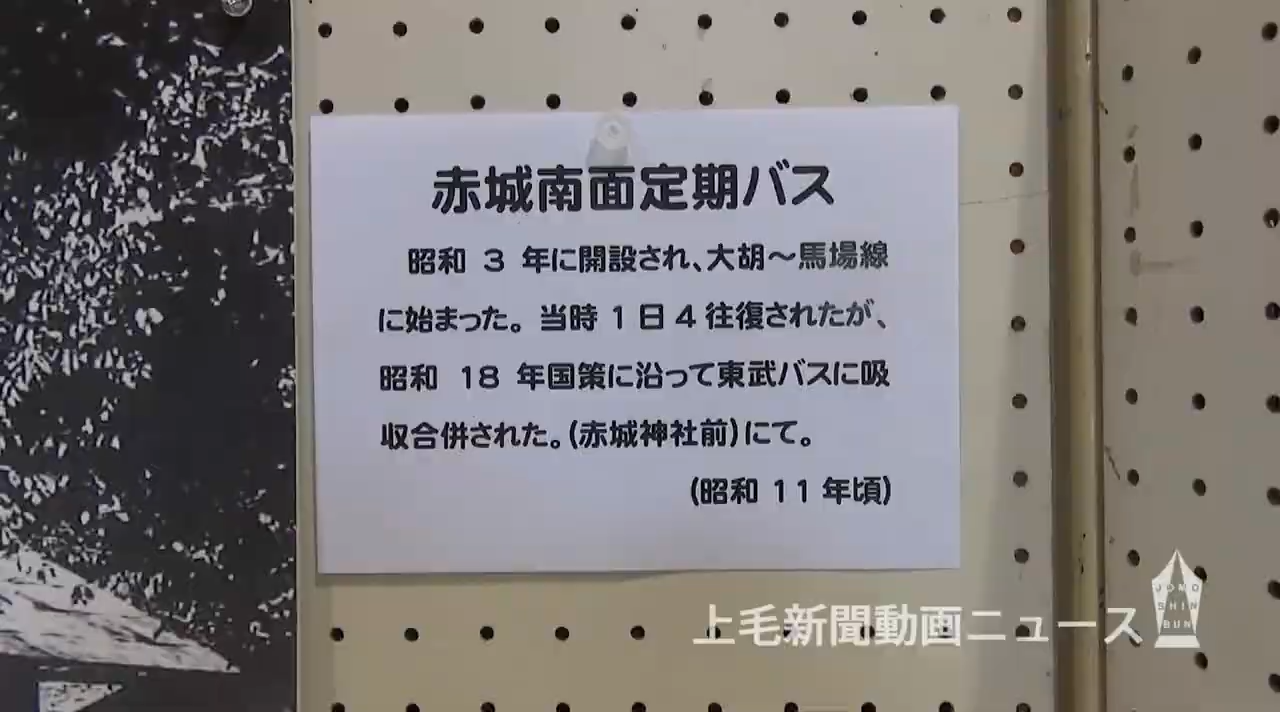 赤城南面定期バス
昭和 3 年に開設され、大胡～馬場線
に始まった。当時 1 日 4 往復されたが、
昭和 18 年国策に沿って東武バスに吸
収合併された。(赤城神社前)にて。
(昭和 11 年頃)
上毛新聞動画ニュース
JOMO
SHIN
BUN